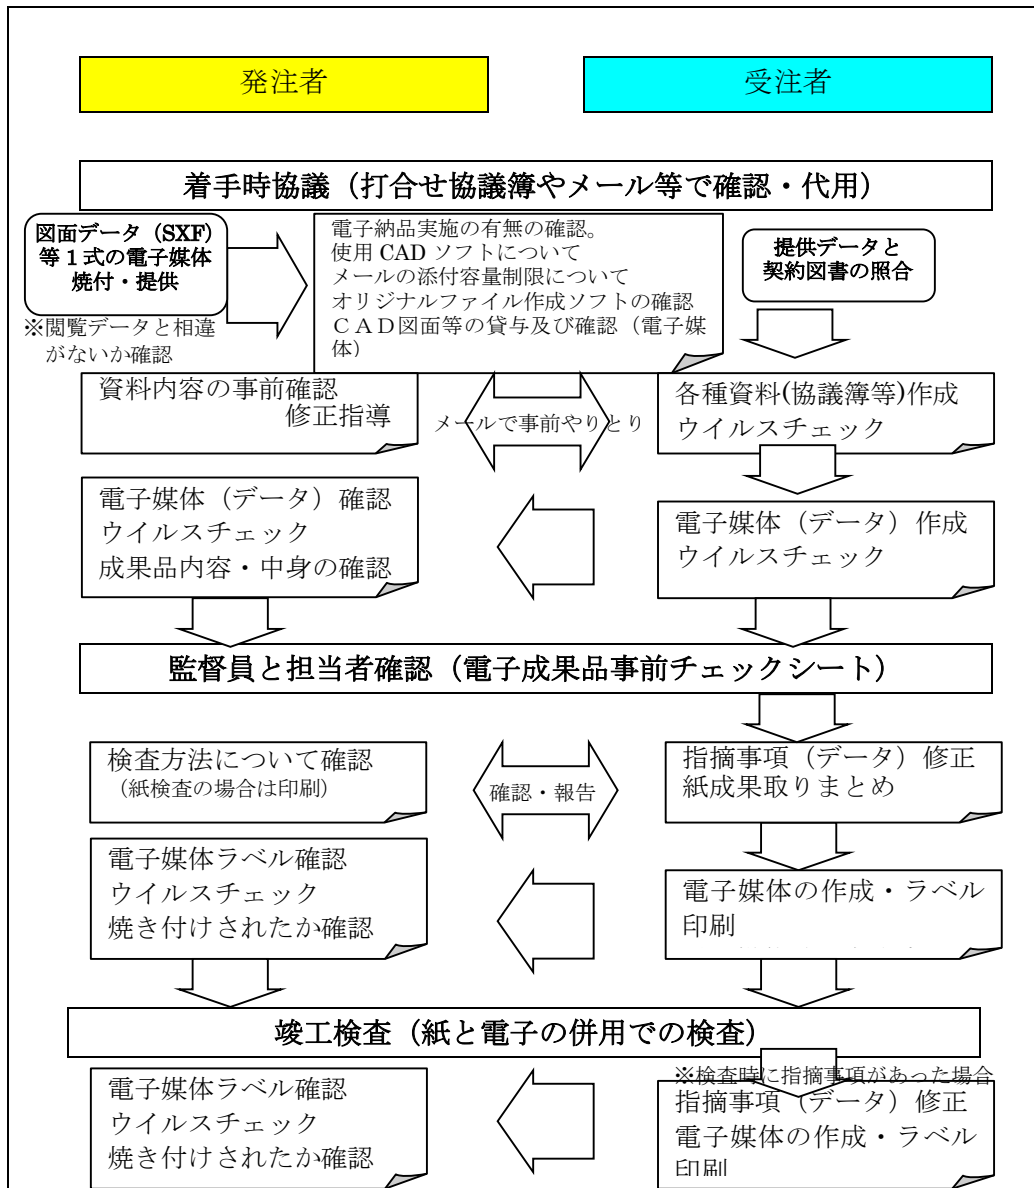 発注者
受注者
着手時協議（打合せ協議簿やメール等で確認・代用）
図面データ（SXF）
等１式の電子媒体
焼付・提供
※閲覧データと相違
がないか確認
電子納品実施の有無の確認。
使用 CAD ソフトについて
メールの添付容量制限について
オリジナルファイル作成ソフトの確認
ＣＡＤ図面等の貸与及び確認（電子媒
体）
提供データと
契約図書の照合
資料内容の事前確認
修正指導
メールで事前やりとり
各種資料(協議簿等)作成
ウイルスチェック
電子媒体（データ）確認
ウイルスチェック
成果品内容・中身の確認
電子媒体（データ）作成
ウイルスチェック
監督員と担当者確認（電子成果品事前チェックシート）
検査方法について確認
（紙検査の場合は印刷）
確認・報告
指摘事項（データ）修正
紙成果取りまとめ
電子媒体ラベル確認
ウイルスチェック
焼き付けされたか確認
電子媒体の作成・ラベル
印刷
竣工検査（紙と電子の併用での検査）
※検査時に指摘事項があった場合
電子媒体ラベル確認
ウイルスチェック
焼き付けされたか確認
指摘事項（データ）修正
電子媒体の作成・ラベル
印刷